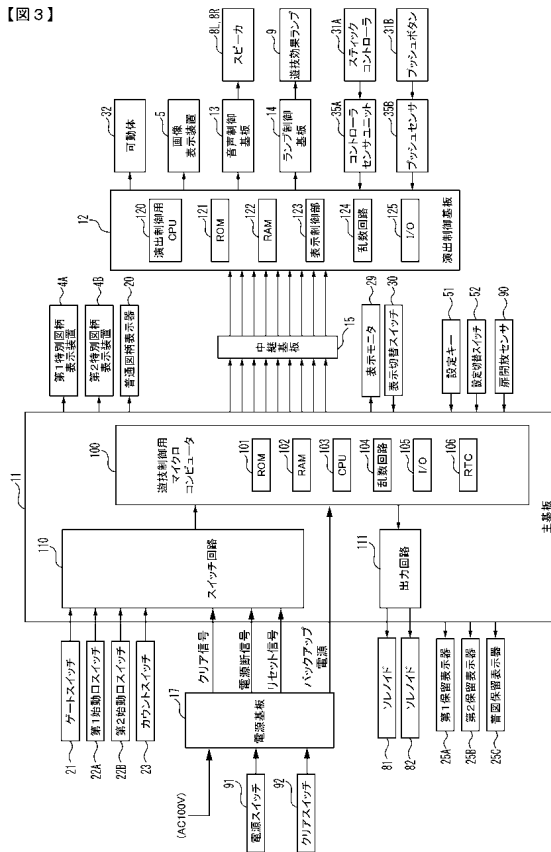 【図3】
32
可動体
5
画像
表示装置
13
音声制御
基板
8L, 8R
スピーカ
14
ランプ制御
基板
9
遊技効果ランプ
35A
コントローラ
センサユニット
31A
スティック
コントローラ
35B
プッシュセンサ
31B
プッシュボタン
12
120
演出制御用
CPU
121
ROM
122
RAM
123
表示制御部
124
乱数回路
125
I/O
演出制御基板
4A
第1特別図柄
表示装置
4B
第2特別図柄
表示装置
20
普通図柄表示器
中継基板
15
29
表示モニタ
30
表示切替スイッチ
51
設定キー
52
設定切替スイッチ
90
扉開放センサ
11
100
遊技制御用
マイクロ
コンピュータ
101
ROM
102
RAM
103
CPU
104
乱数回路
105
I/O
106
RTC
主基板
110
スイッチ回路
111
出力回路
21
ゲートスイッチ
22A
第1始動口スイッチ
22B
第2始動口スイッチ
23
カウントスイッチ
クリア信号
電源断信号
リセット信号
バックアップ
電源
17
電源基板
(AC100V)
91
電源スイッチ
92
クリアスイッチ
81
ソレノイド
82
ソレノイド
25A
第1保留表示器
25B
第2保留表示器
25C
普図保留表示器